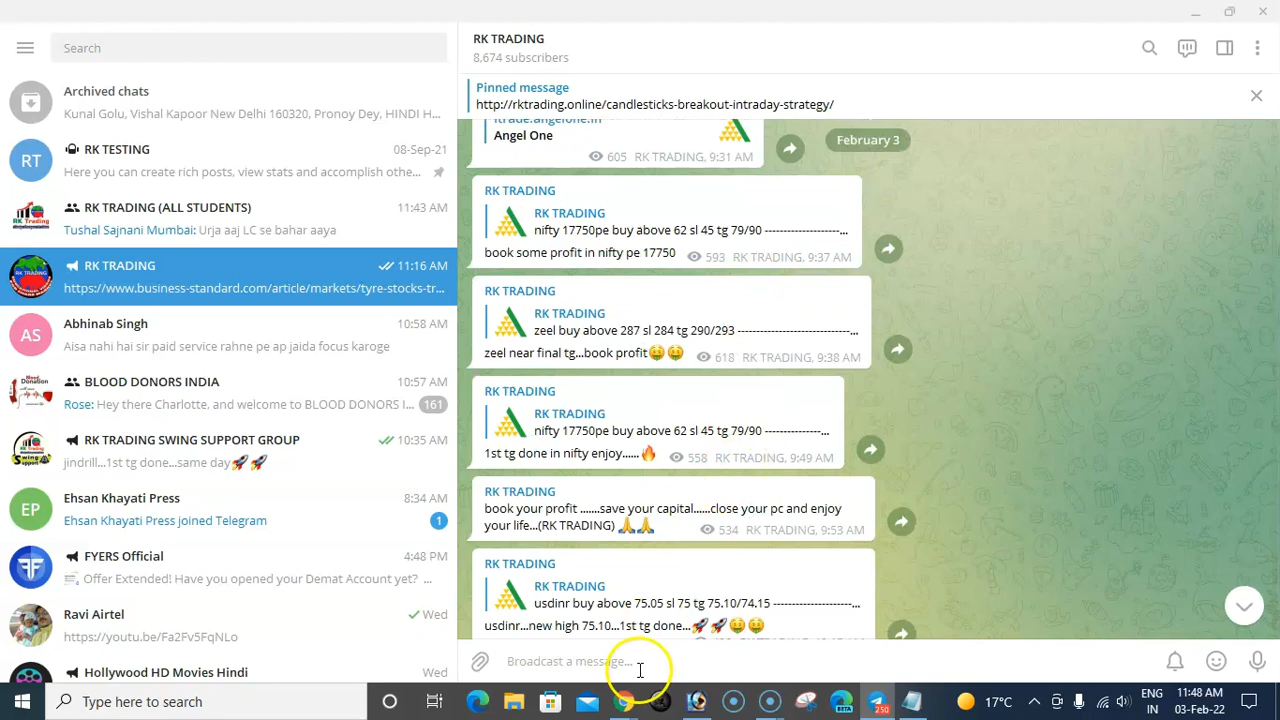 Search
Archived chats
Kunal Golu, Vishal Kapoor New Delhi 160320, Pronoy Dey, HINDI H...
RT
RK TESTING
08-Sep-21
Here you can create rich posts, view stats and accomplish othe...
RK TRADING (ALL STUDENTS)
11:43 AM
Tushal Sajnani Mumbai: Urja aaj LC se bahar aaya
RK TRADING
11:16 AM
https://www.business-standard.com/article/markets/tyre-stocks-tr...
AS
Abhinab Singh
10:58 AM
Aisa nahi hai sir paid service rahne pe ap jaida focus karoge
BLOOD DONORS INDIA
10:57 AM
Rose: Hey there Charlotte, and welcome to BLOOD DONORS I...
161
RK TRADING SWING SUPPORT GROUP
10:35 AM
jindrill...1st tg done...same day🚀🚀
EP
Ehsan Khayati Press
8:34 AM
Ehsan Khayati Press joined Telegram
1
FYERS Official
4:48 PM
Offer Extended! Have you opened your Demat Account yet? ...
Ravi Airtel
Wed
https://youtu.be/Fa2Fv5FqNLo
Hollywood HD Movies Hindi
Wed
RK TRADING
8,674 subscribers
Pinned message
http://rktrading.online/candlesticks-breakout-intraday-strategy/
February 3
itrade.angelone.in
Angel One
605 RK TRADING, 9:31 AM
RK TRADING
RK TRADING
nifty 17750pe buy above 62 sl 45 tg 79/90 --------------------...
book some profit in nifty pe 17750
593 RK TRADING, 9:37 AM
RK TRADING
RK TRADING
zeel buy above 287 sl 284 tg 290/293 -----------------------------...
zeel near final tg...book profit🤑🤑
618 RK TRADING, 9:38 AM
RK TRADING
RK TRADING
nifty 17750pe buy above 62 sl 45 tg 79/90 ---------------...
1st tg done in nifty enjoy......🔥
558 RK TRADING, 9:49 AM
RK TRADING
book your profit .......save your capital......close your pc and enjoy
your life...(RK TRADING) 🙏🙏
534 RK TRADING, 9:53 AM
RK TRADING
RK TRADING
usdinr buy above 75.05 sl 75 tg 75.10/74.15 ---------------------...
usdinr...new high 75.10...1st tg done...🚀🚀🤑🤑
Broadcast a message...
Type here to search
BETA
250
17°C
ENG
IN
11:48 AM
03-Feb-22